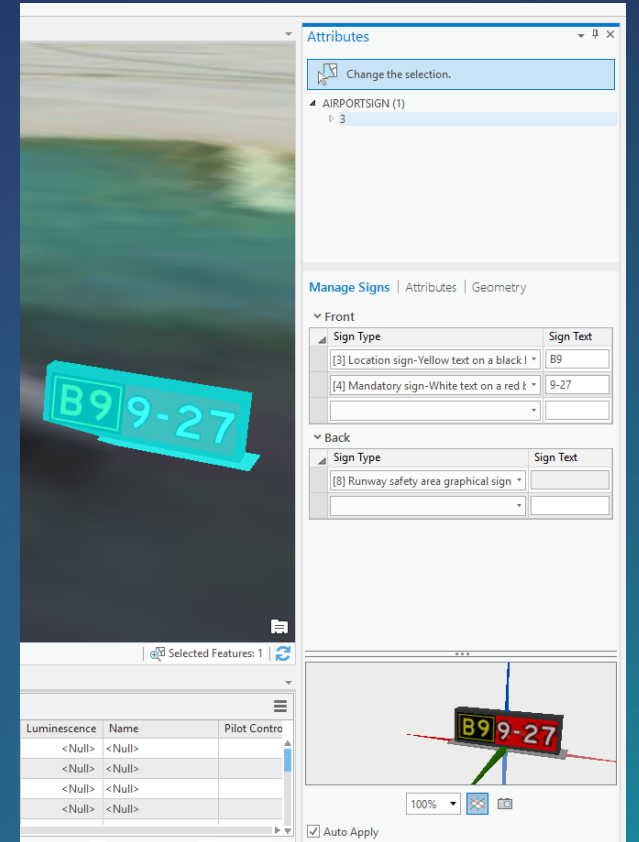 Attributes
Change the selection.
AIRPORTSIGN (1)
3
Manage Signs | Attributes | Geometry
Front
Sign Type Sign Text
[3] Location sign-Yellow text on a black B9
[4] Mandatory sign-White text on a red 9-27
Back
Sign Type Sign Text
[8] Runway safety area graphical sign
B9 9-27
Selected Features: 1
Luminescence Name Pilot Contro
<Null> <Null>
<Null> <Null>
<Null> <Null>
<Null> <Null>
B9 9-27
100%
Auto Apply